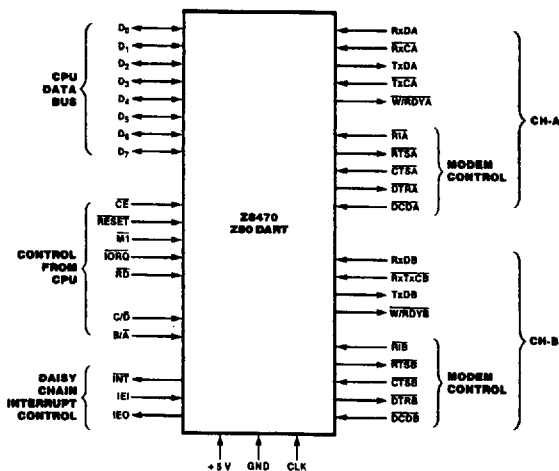 CPU
DATA
BUS
D0
D1
D2
D3
D4
D5
D6
D7
CONTROL
FROM
CPU
CE
RESET
M1
IORQ
RD
C/D
B/A
DAISY
CHAIN
INTERRUPT
CONTROL
INT
IEI
IEO
Z8470
Z80 DART
+5 V
GND
CLK
RxDA
RxCA
TxDA
TxCA
W/RDYA
RIA
RTSA
CTSA
DTRA
DCDA
MODEM
CONTROL
CH-A
RxDB
RxTxCB
TxDB
W/RDYB
RIB
RTSB
CTSB
DTRB
DCDB
MODEM
CONTROL
CH-B